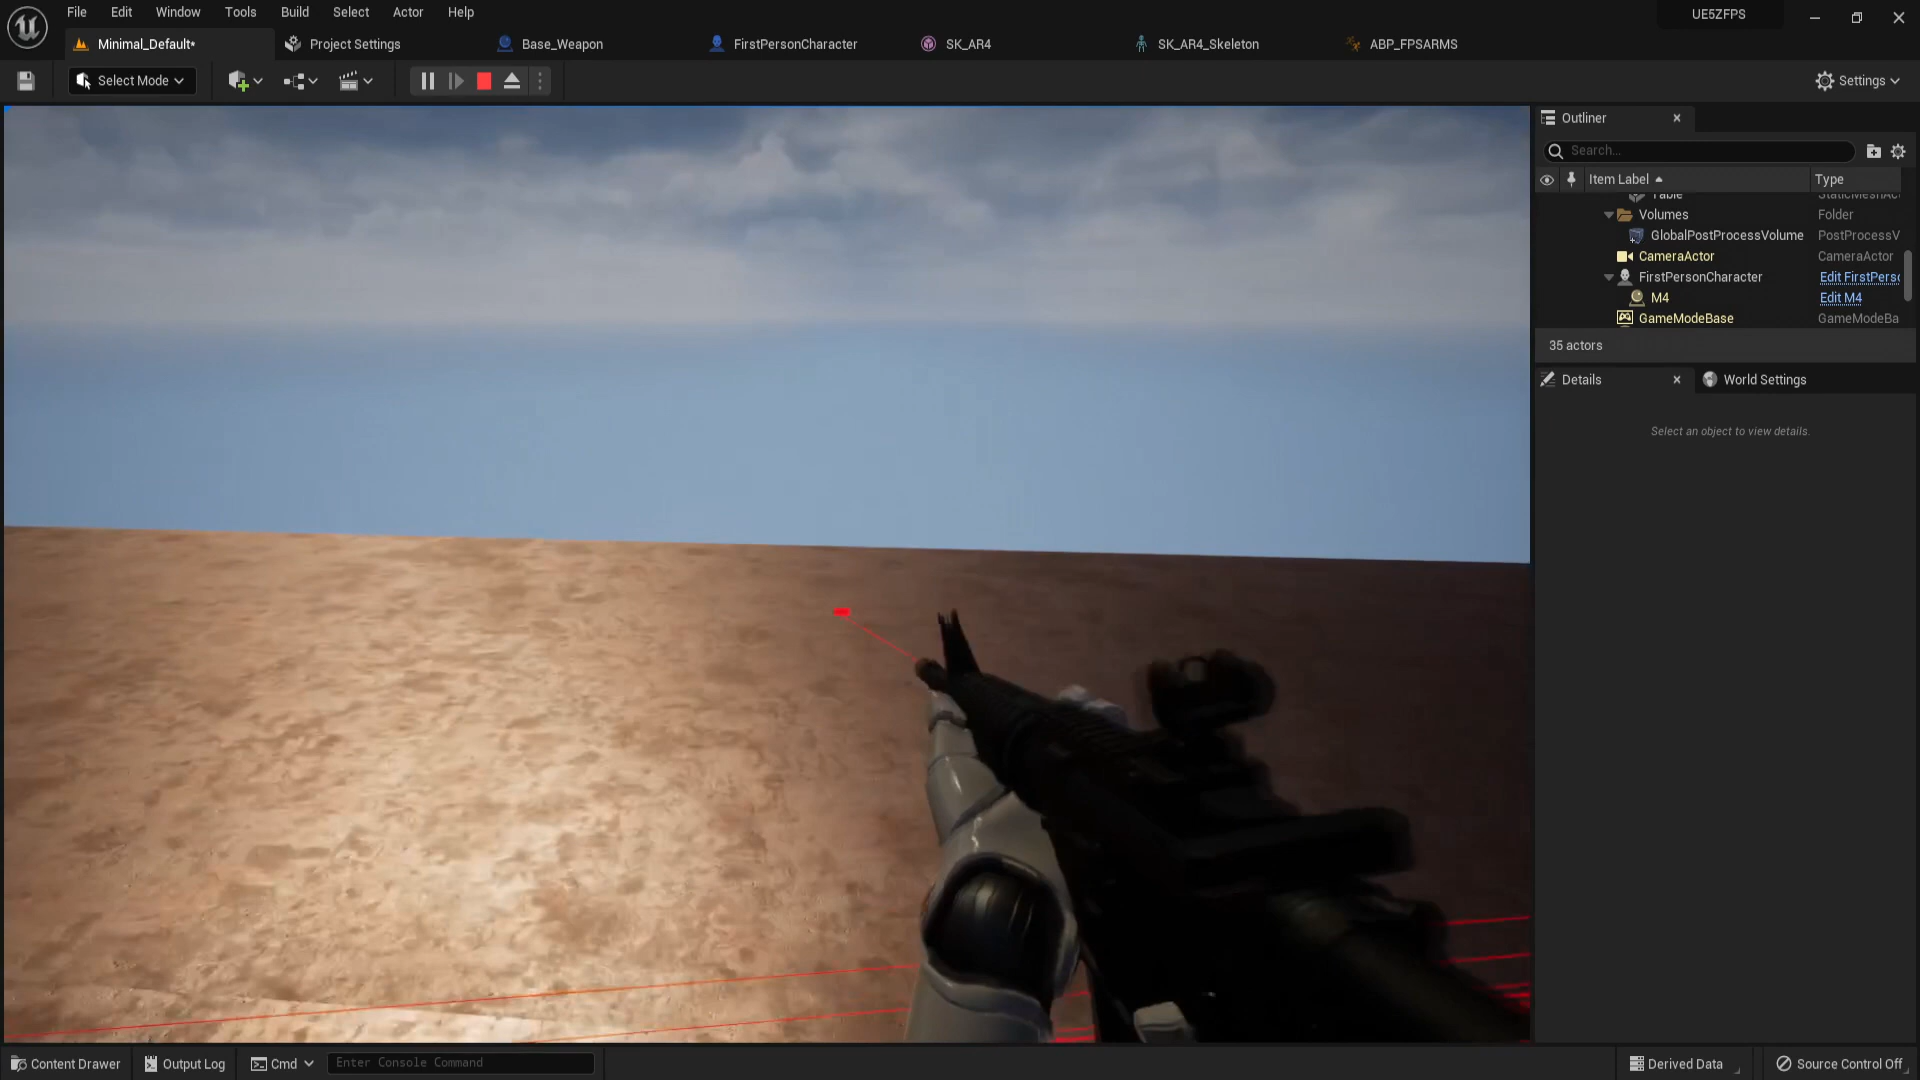 File Edit Window Tools Build Select Actor Help
UE5ZFPS
Minimal_Default*
Project Settings
Base_Weapon
FirstPersonCharacter
SK_AR4
SK_AR4_Skeleton
ABP_FPSARMS
Select Mode
Settings
Outliner
Search...
Item Label
Type
Table
StaticMeshAc
Volumes
Folder
GlobalPostProcessVolume
PostProcessV
CameraActor
CameraActor
FirstPersonCharacter
Edit FirstPerso
M4
Edit M4
GameModeBase
GameModeBa
35 actors
Details
World Settings
Select an object to view details.
Content Drawer
Output Log
Cmd
Enter Console Command
Derived Data
Source Control Off